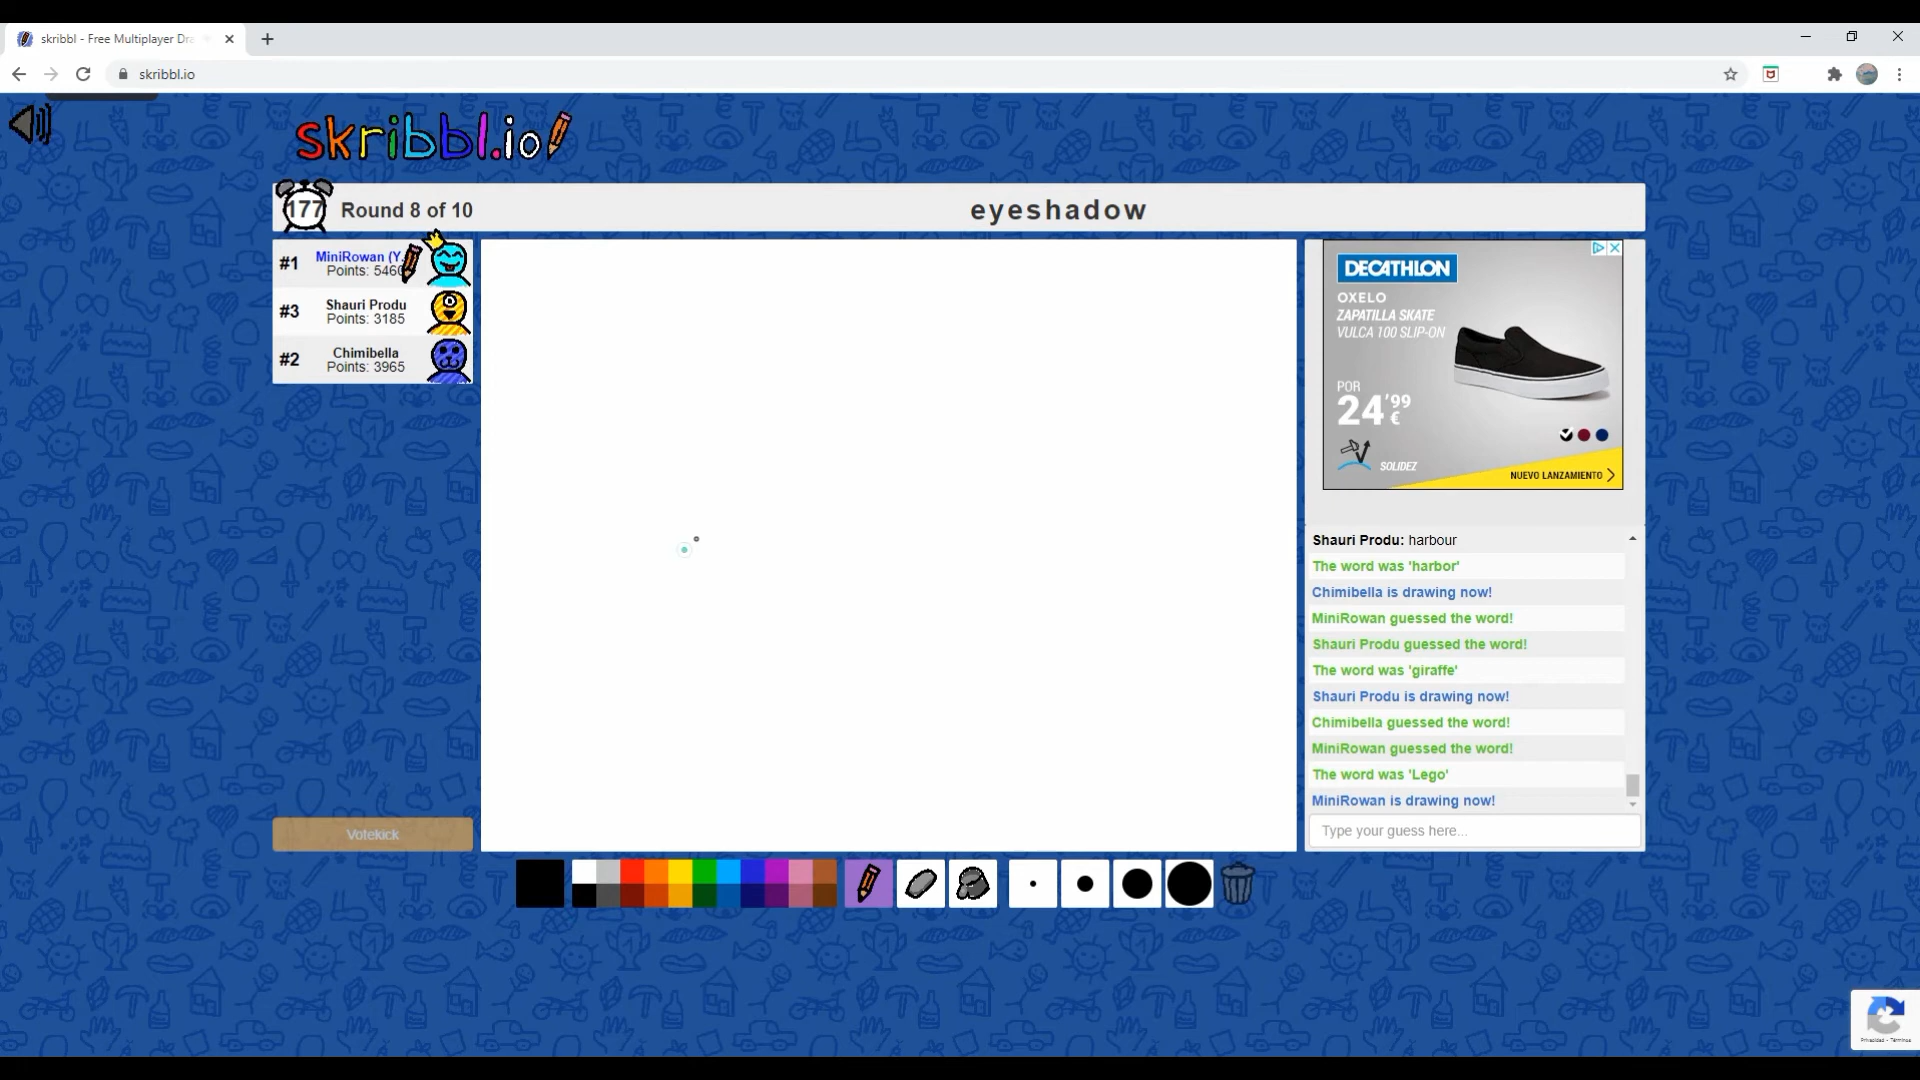 skribbl - Free Multiplayer Dra
skribbl.io
skribbl.io
177
Round 8 of 10
eyeshadow
#1
MiniRowan (Y.
Points: 5460
#3
Shauri Produ
Points: 3185
#2
Chimibella
Points: 3965
Votekick
DECATHLON
OXELO
ZAPATILLA SKATE
VULCA 100 SLIP-ON
POR
24'99
€
SOLIDEZ
NUEVO LANZAMIENTO
Shauri Produ: harbour
The word was 'harbor'
Chimibella is drawing now!
MiniRowan guessed the word!
Shauri Produ guessed the word!
The word was 'giraffe'
Shauri Produ is drawing now!
Chimibella guessed the word!
MiniRowan guessed the word!
The word was 'Lego'
MiniRowan is drawing now!
Type your guess here...
Privacidad - Términos